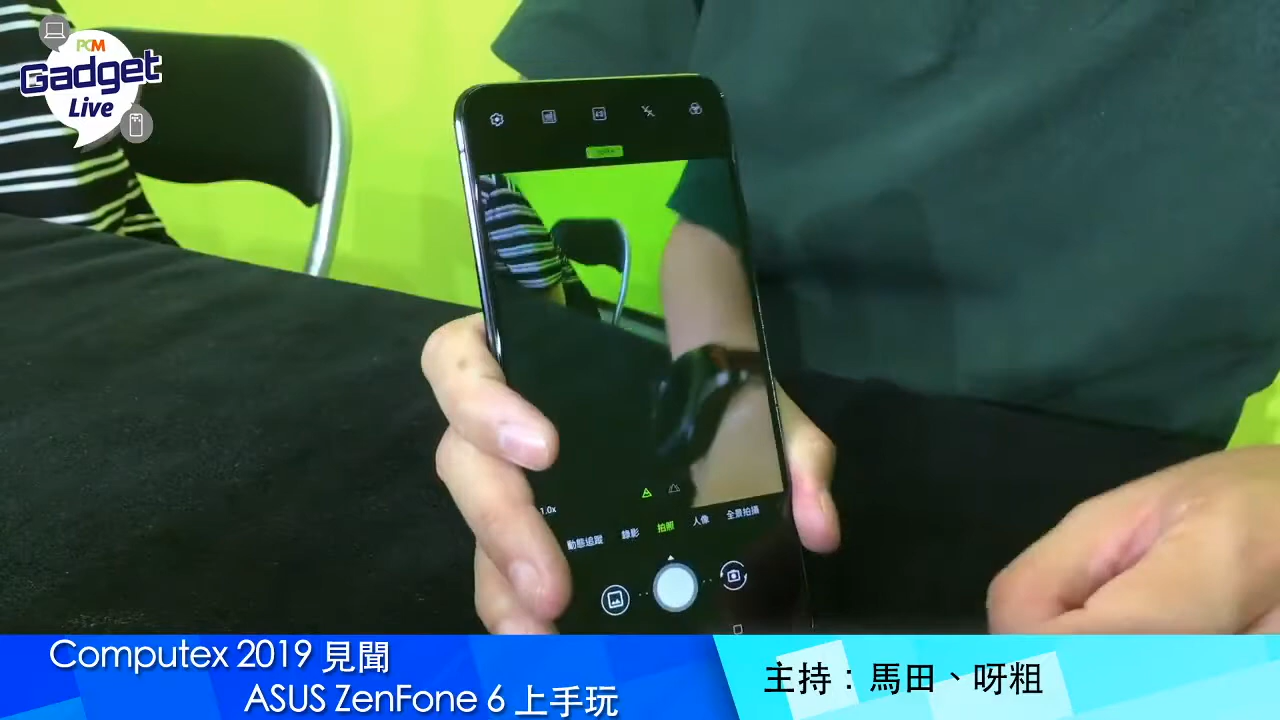 PCM
Gadget
Live
1.0x
動態追蹤 錄影 拍照 人像 全景拍攝
Computex 2019 見聞
ASUS ZenFone 6 上手玩
主持：馬田、呀粗